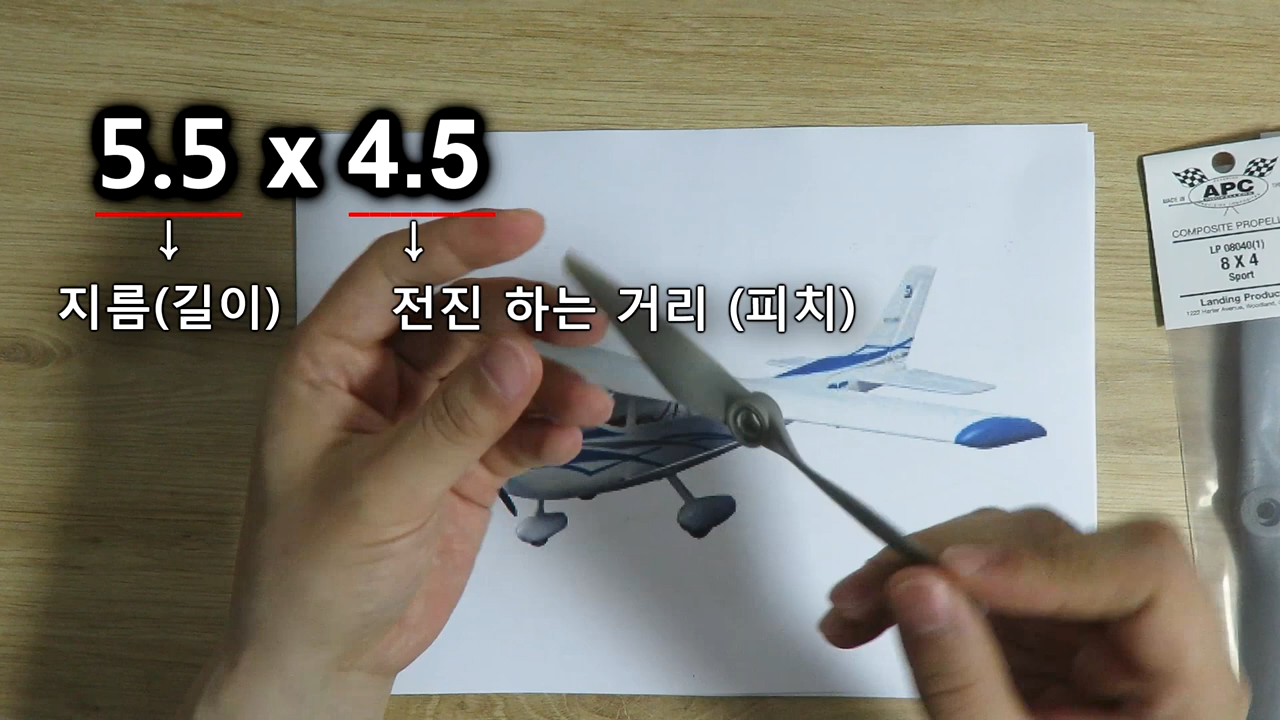 5.5 x 4.5
↓ ↓
지름(길이) 전진 하는 거리 (피치)
APC
COMPOSITE PROPELL
LP 08040(1)
8 X 4
Sport
Landing Produc